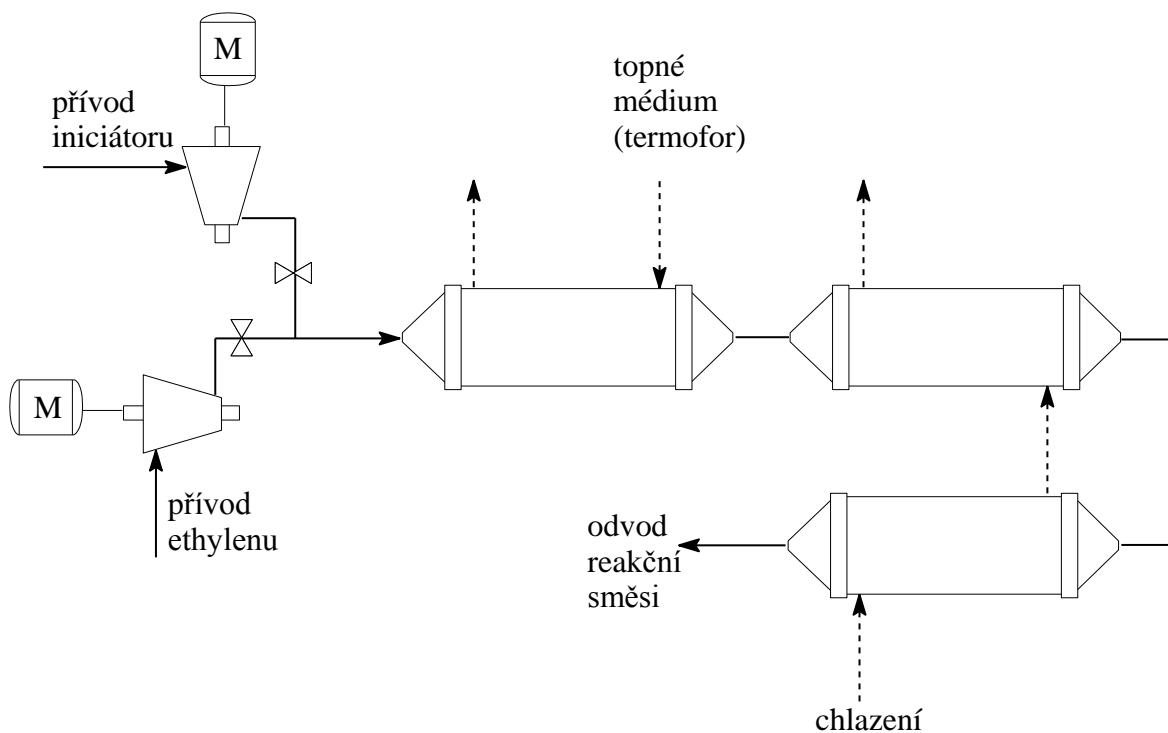 M
přívod
iniciátoru
topné
médium
(termofor)
M
přívod
ethylenu
odvod
reakční
směsi
chlazení